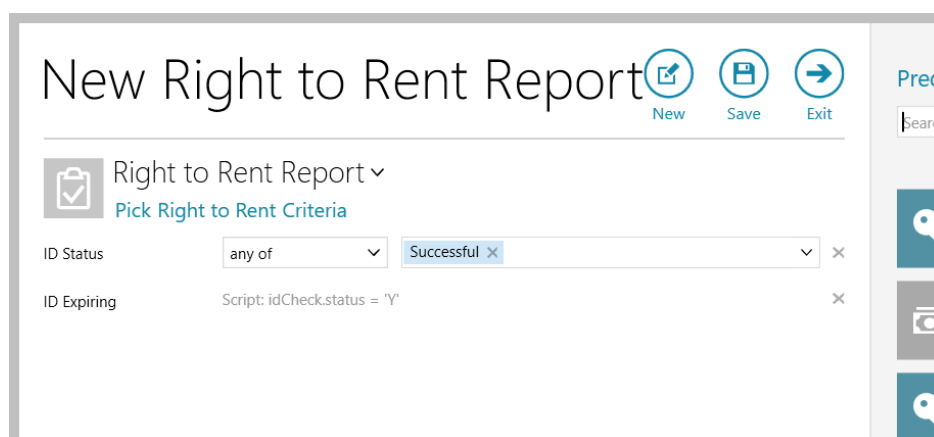 New Right to Rent Report
New Save Exit
Right to Rent Report
Pick Right to Rent Criteria
ID Status any of Successful
ID Expiring Script: idCheck.status = 'Y'